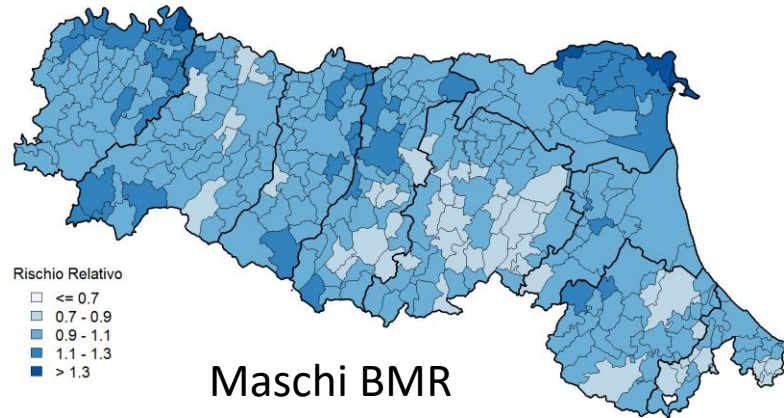 Rischio Relativo
<= 0.7
0.7 - 0.9
0.9 - 1.1
1.1 - 1.3
> 1.3
Maschi BMR